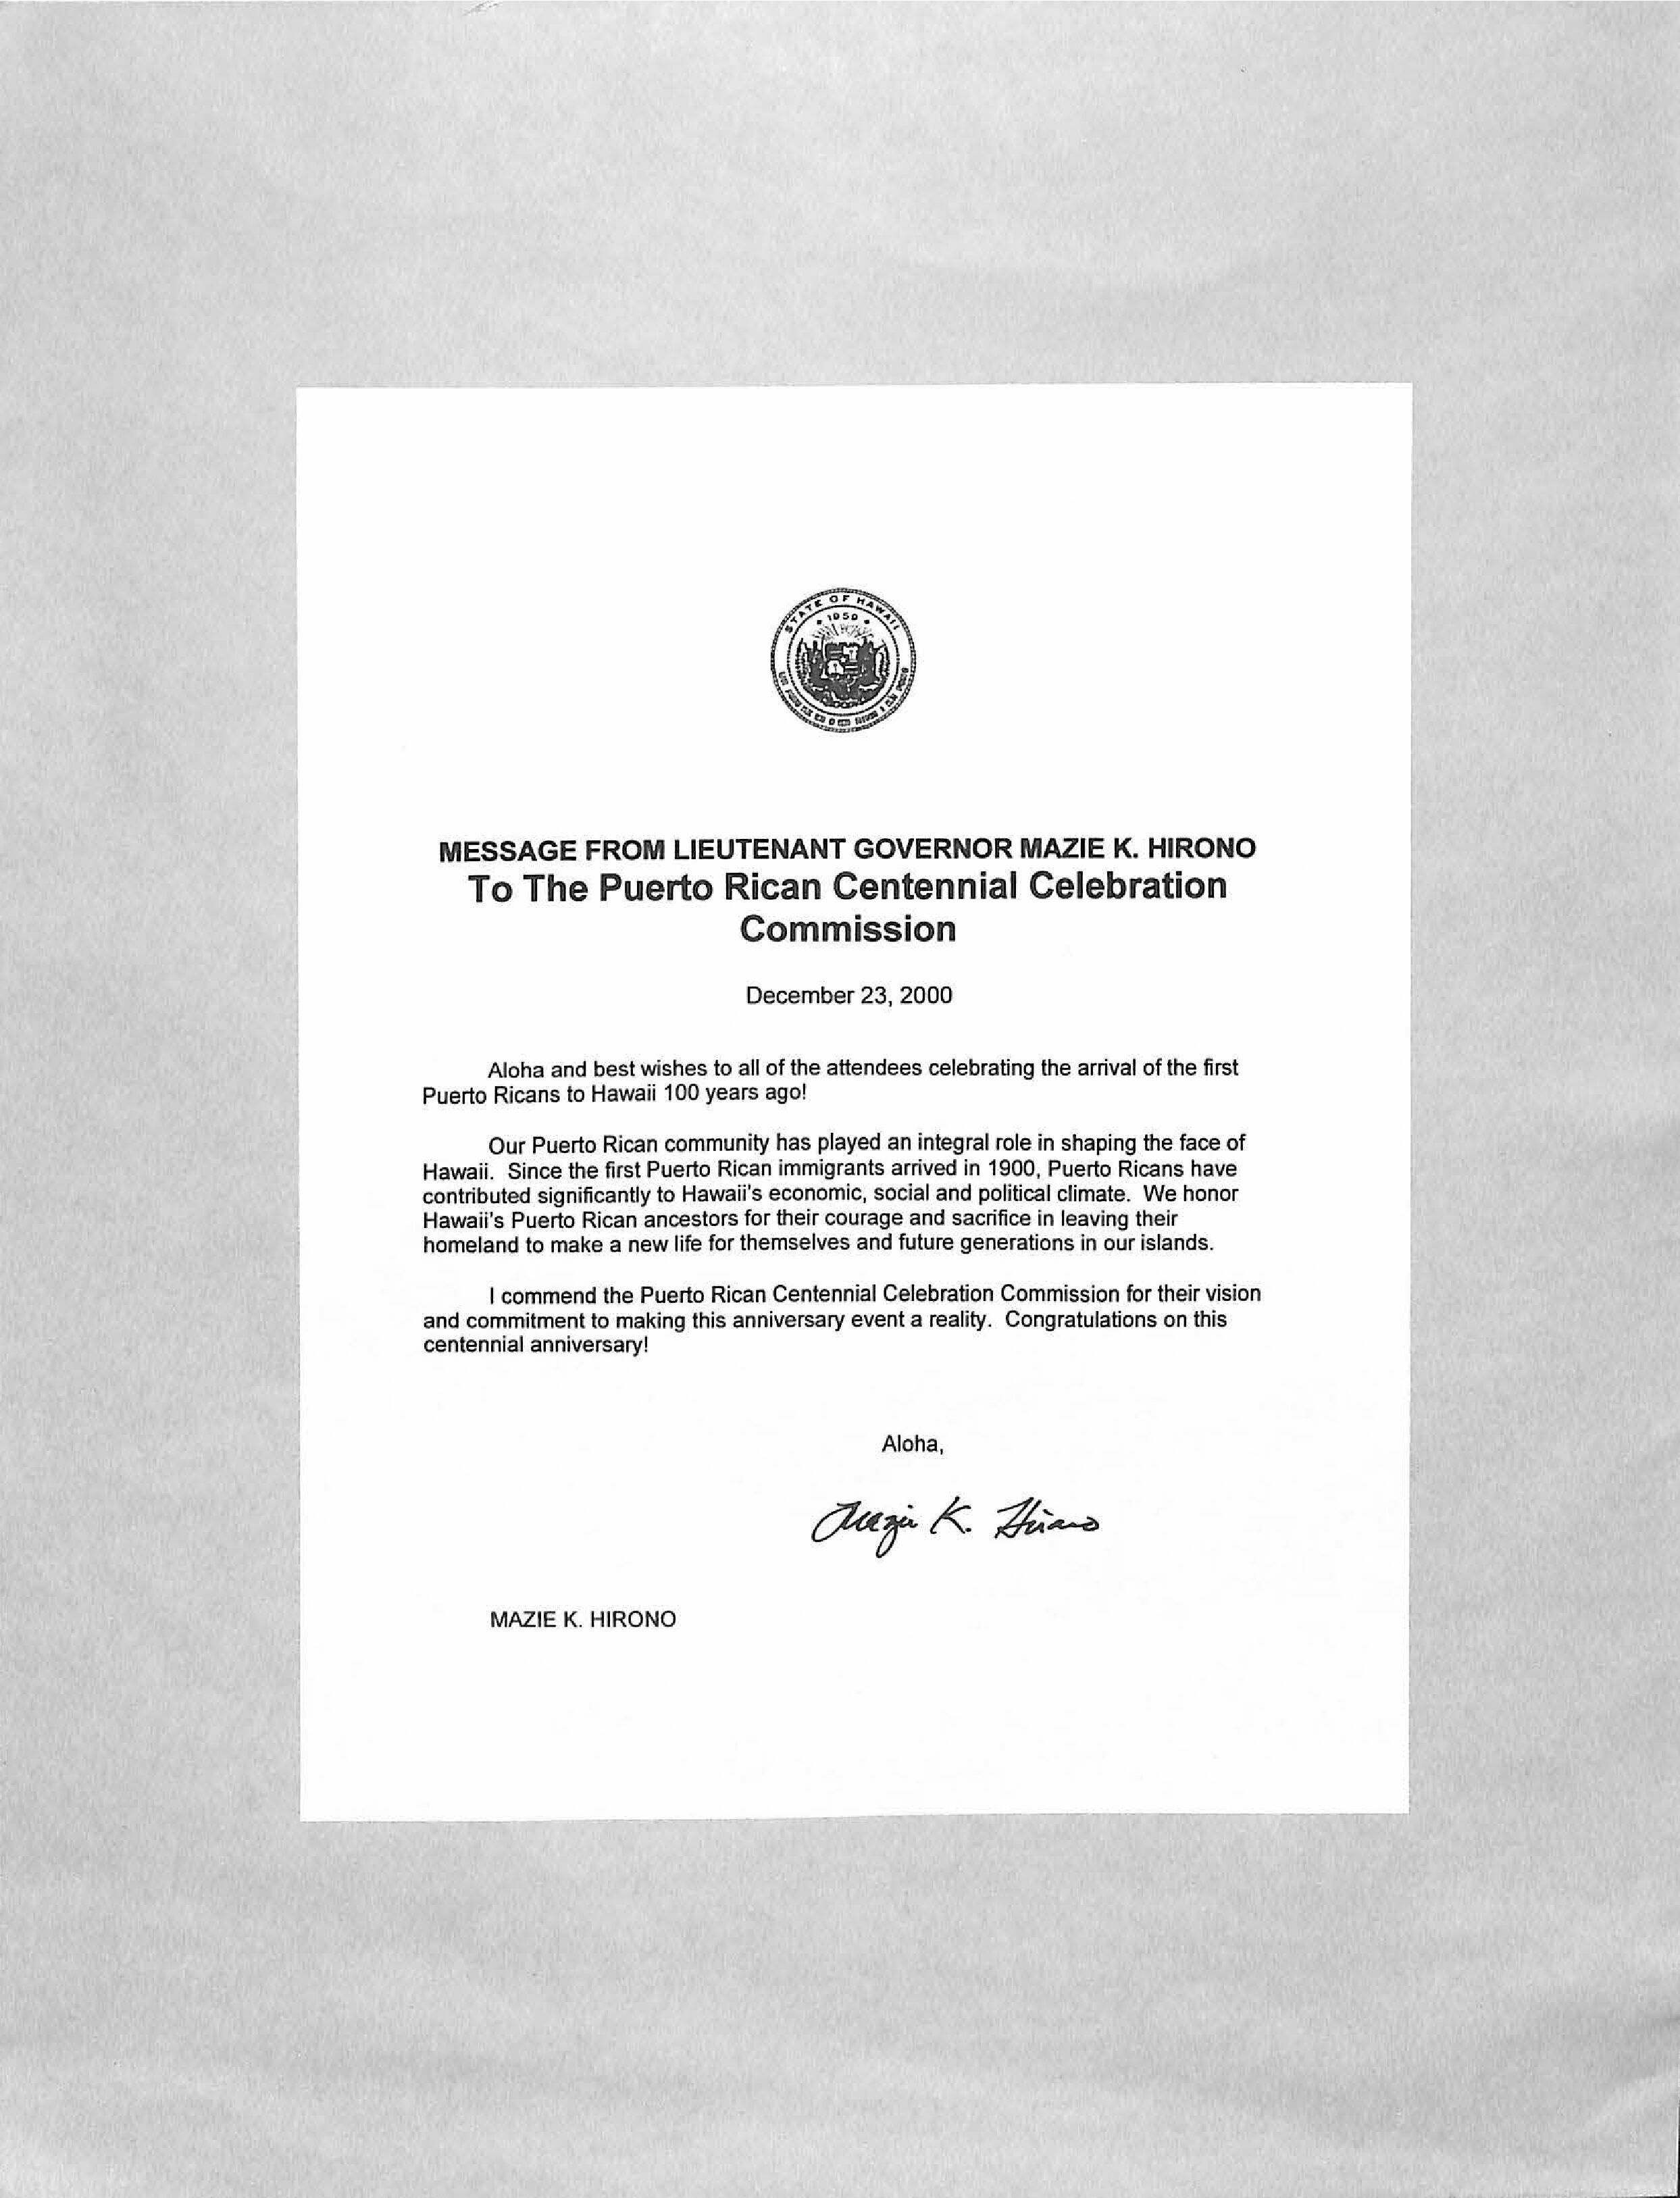 STATE OF HAWAII
1959
MESSAGE FROM LIEUTENANT GOVERNOR MAZIE K. HIRONO
To The Puerto Rican Centennial Celebration
Commission
December 23, 2000
Aloha and best wishes to all of the attendees celebrating the arrival of the first
Puerto Ricans to Hawaii 100 years ago!
Our Puerto Rican community has played an integral role in shaping the face of
Hawaii. Since the first Puerto Rican immigrants arrived in 1900, Puerto Ricans have
contributed significantly to Hawaii's economic, social and political climate. We honor
Hawaii's Puerto Rican ancestors for their courage and sacrifice in leaving their
homeland to make a new life for themselves and future generations in our islands.
I commend the Puerto Rican Centennial Celebration Commission for their vision
and commitment to making this anniversary event a reality. Congratulations on this
centennial anniversary!
Aloha,
Mazie K. Hirono
MAZIE K. HIRONO